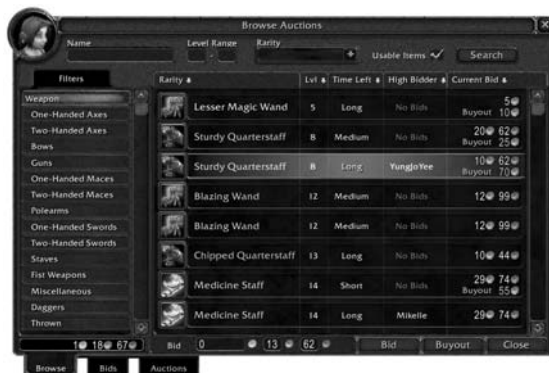 Browse Auctions
Name Level Range Rarity
- Usable Items Search
Filters Rarity Lvl Time Left High Bidder Current Bid
Weapon
One-Handed Axes
Two-Handed Axes
Bows
Guns
One-Handed Maces
Two-Handed Maces
Polearms
One-Handed Swords
Two-Handed Swords
Staves
Fist Weapons
Miscellaneous
Daggers
Thrown
Lesser Magic Wand 5 Long No Bids 5
Buyout 10
Sturdy Quarterstaff 8 Medium No Bids 20 62
Buyout 25
Sturdy Quarterstaff 8 Long YungJoYee 10 62
Buyout 70
Blazing Wand 12 Medium No Bids 12 99
Blazing Wand 12 Medium No Bids 12 99
Chipped Quarterstaff 13 Long No Bids 10 44
Medicine Staff 14 Short No Bids 29 74
Buyout 55
Medicine Staff 14 Long Mikelle 29 74
1 18 67 Bid 0 13 62 Bid Buyout Close
Browse Bids Auctions